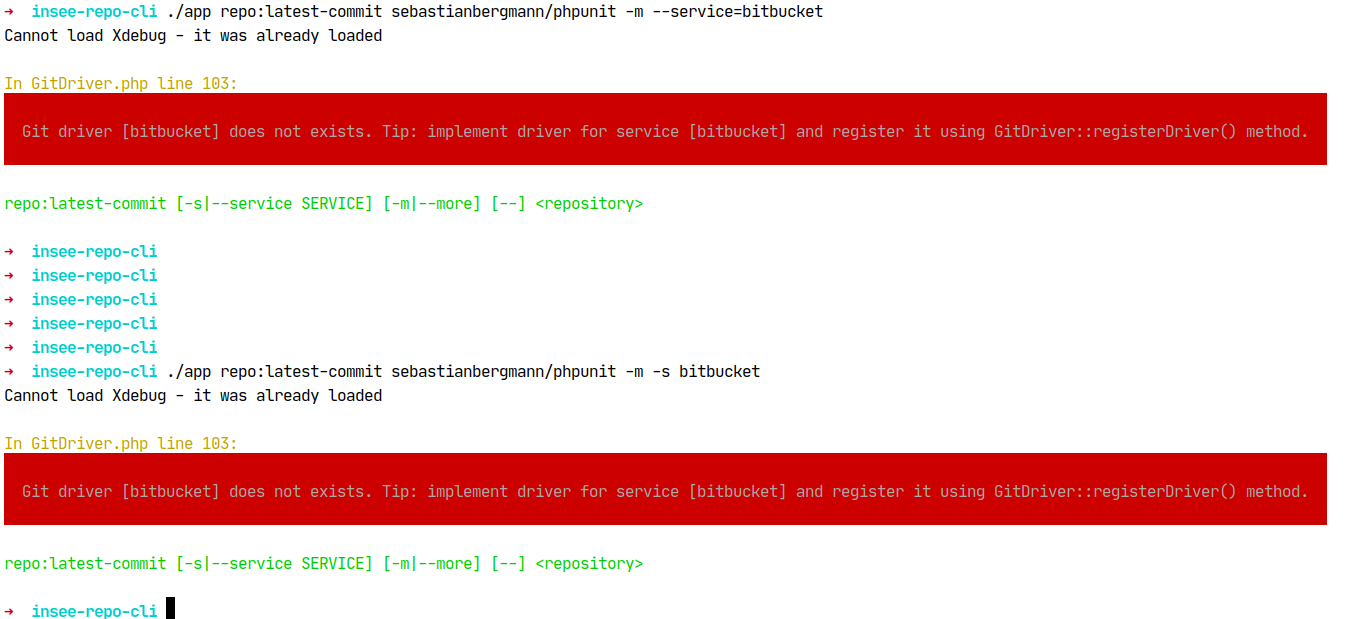 → insee-repo-cli ./app repo:latest-commit sebastianbergmann/phpunit -m --service=bitbucket
Cannot load Xdebug - it was already loaded
In GitDriver.php line 103:
Git driver [bitbucket] does not exists. Tip: implement driver for service [bitbucket] and register it using GitDriver::registerDriver() method.
repo:latest-commit [-s|--service SERVICE] [-m|--more] [--] <repository>
→ insee-repo-cli
→ insee-repo-cli
→ insee-repo-cli
→ insee-repo-cli
→ insee-repo-cli
→ insee-repo-cli ./app repo:latest-commit sebastianbergmann/phpunit -m -s bitbucket
Cannot load Xdebug - it was already loaded
In GitDriver.php line 103:
Git driver [bitbucket] does not exists. Tip: implement driver for service [bitbucket] and register it using GitDriver::registerDriver() method.
repo:latest-commit [-s|--service SERVICE] [-m|--more] [--] <repository>
→ insee-repo-cli